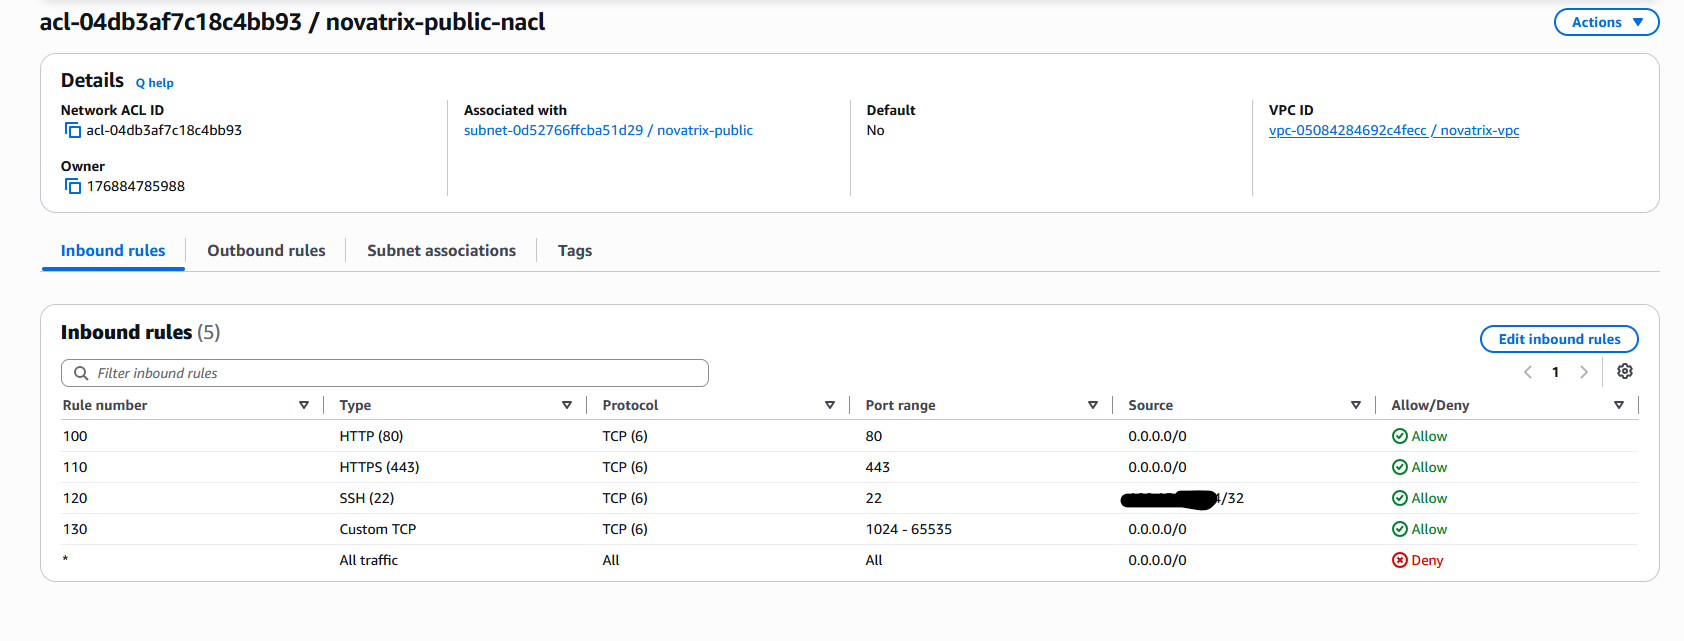 acl-04db3af7c18c4bb93 / novatrix-public-nacl
Actions
Details Q help
Network ACL ID Associated with Default VPC ID
acl-04db3af7c18c4bb93 subnet-0d52766ffcba51d29 / novatrix-public No vpc-05084284692c4fecc / novatrix-vpc
Owner
176884785988
Inbound rules Outbound rules Subnet associations Tags
Inbound rules (5)
Edit inbound rules
Filter inbound rules
1
Rule number Type Protocol Port range Source Allow/Deny
100 HTTP (80) TCP (6) 80 0.0.0.0/0 Allow
110 HTTPS (443) TCP (6) 443 0.0.0.0/0 Allow
120 SSH (22) TCP (6) 22 /32 Allow
130 Custom TCP TCP (6) 1024 - 65535 0.0.0.0/0 Allow
* All traffic All All 0.0.0.0/0 Deny